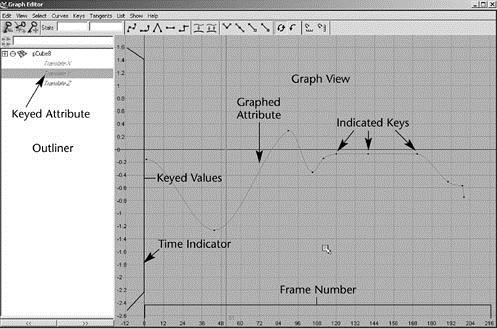 Graph Editor
Edit View Select Curves Keys Tangents List Show Help
Stats
pCube8
Translate X
Translate Z
Keyed Attribute
Outliner
Graph View
Graphed
Attribute
Indicated Keys
Keyed Values
Time Indicator
Frame Number
1.6
1.4
1.2
1
0.8
0.6
0.4
0.2
0
-0.2
-0.4
-0.6
-0.8
-1
-1.2
-1.4
-1.6
-1.8
-2
-2.2
-2.4
-2.6
-12 0 12 24 36 48 60 72 84 96 108 120 132 144 156 168 180 192 204 216
<< >>